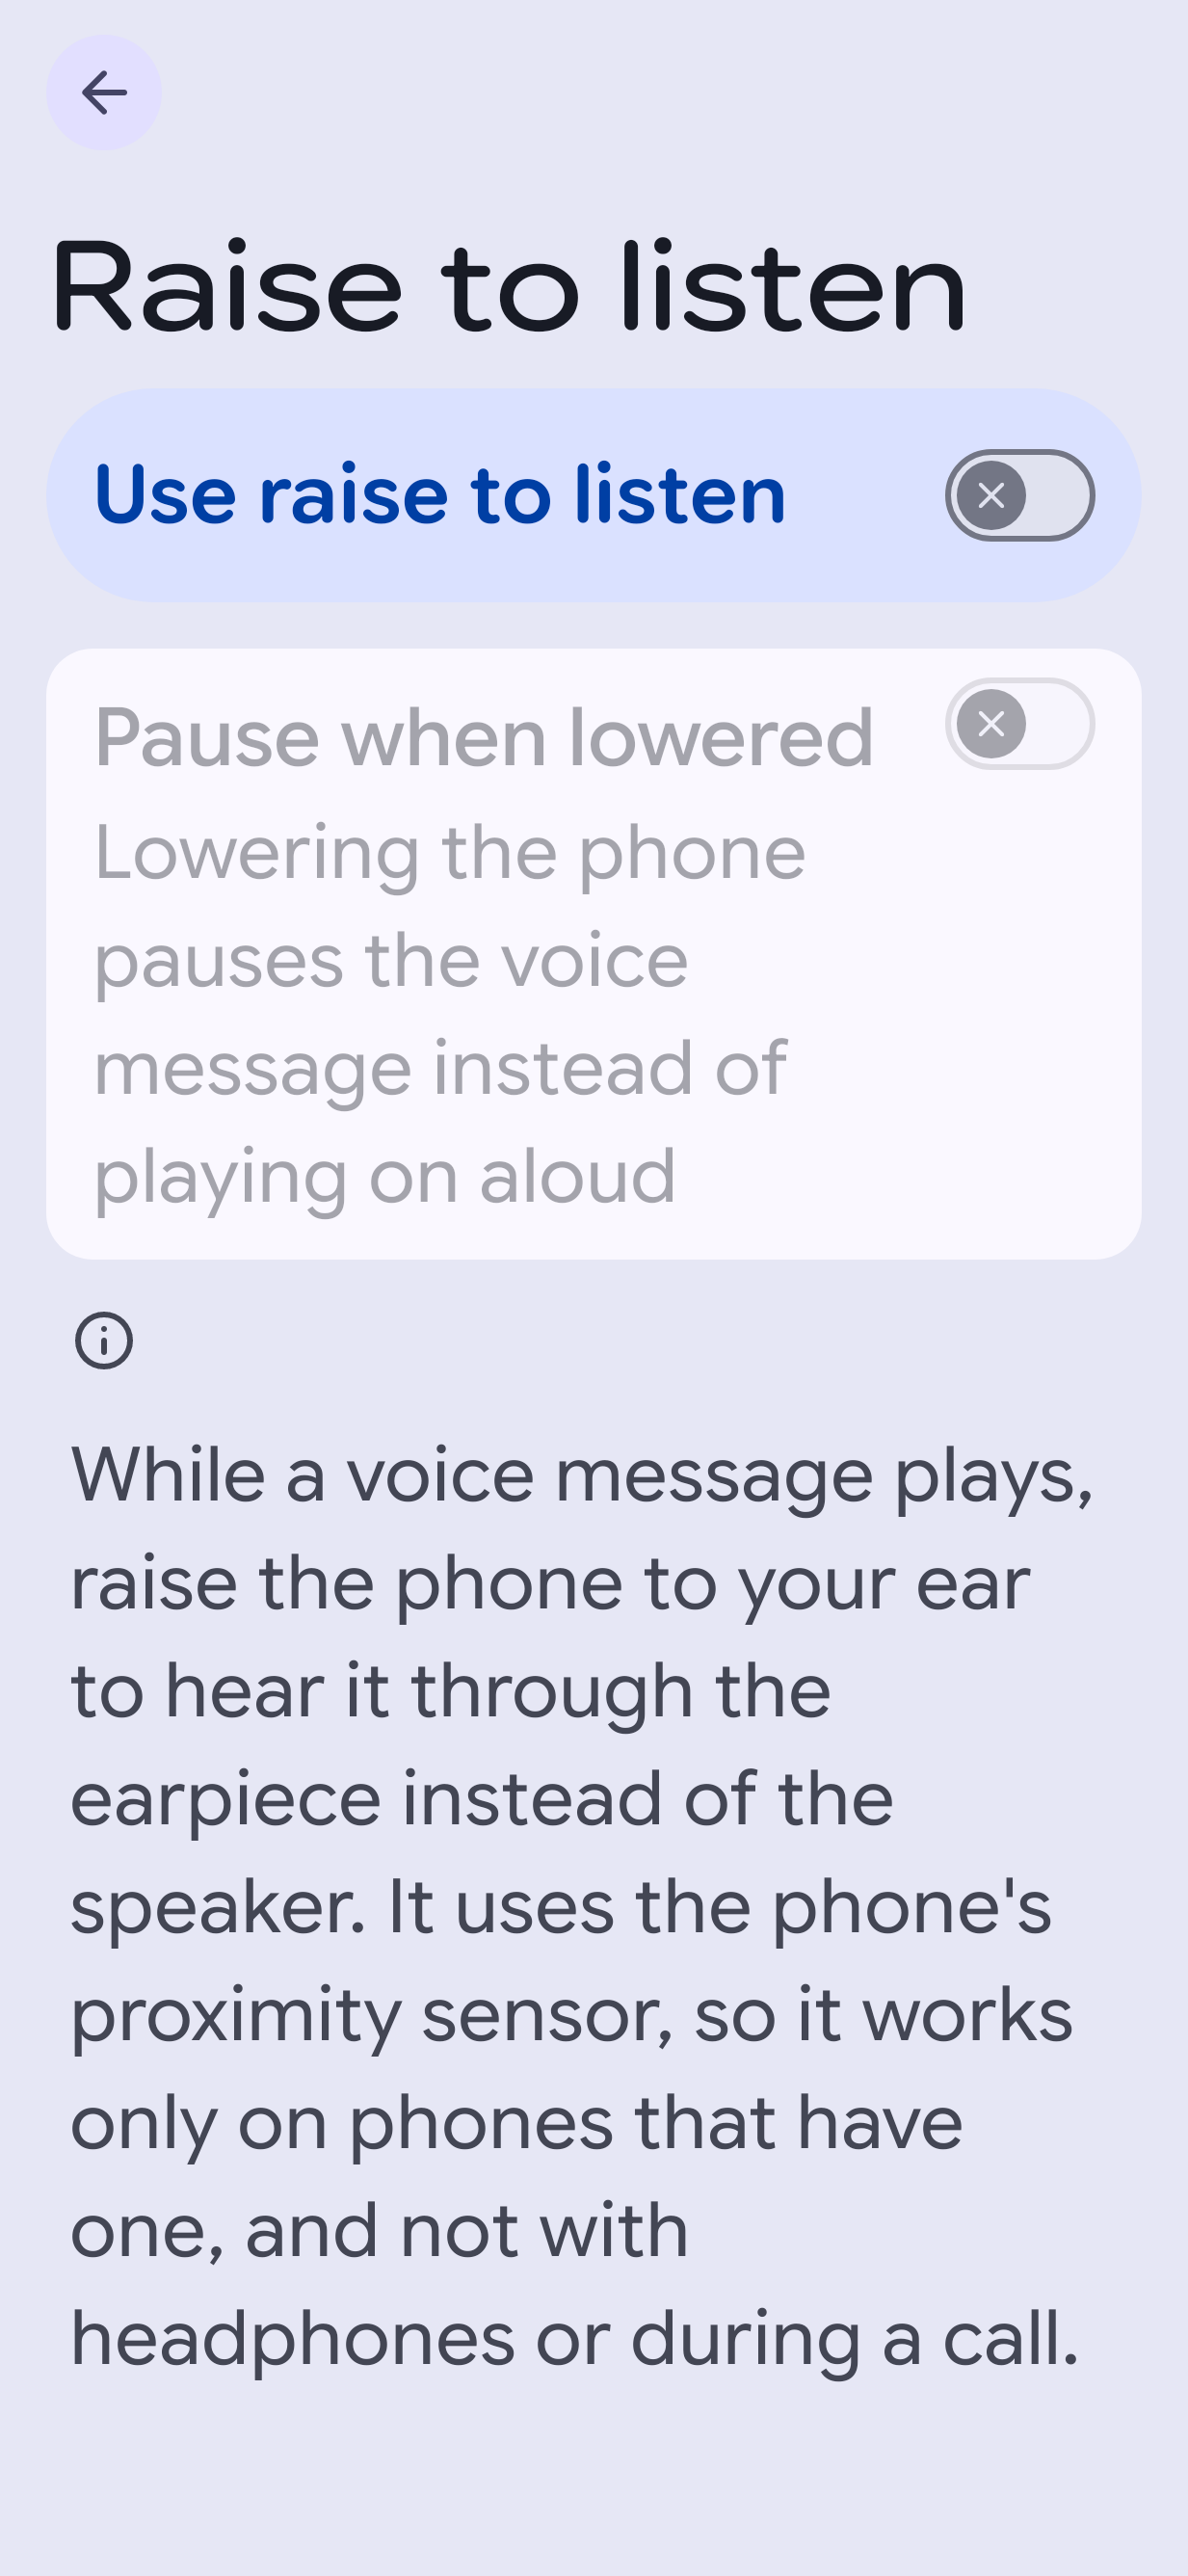 Raise to listen
Use raise to listen
Pause when lowered
Lowering the phone
pauses the voice
message instead of
playing on aloud
While a voice message plays,
raise the phone to your ear
to hear it through the
earpiece instead of the
speaker. It uses the phone's
proximity sensor, so it works
only on phones that have
one, and not with
headphones or during a call.